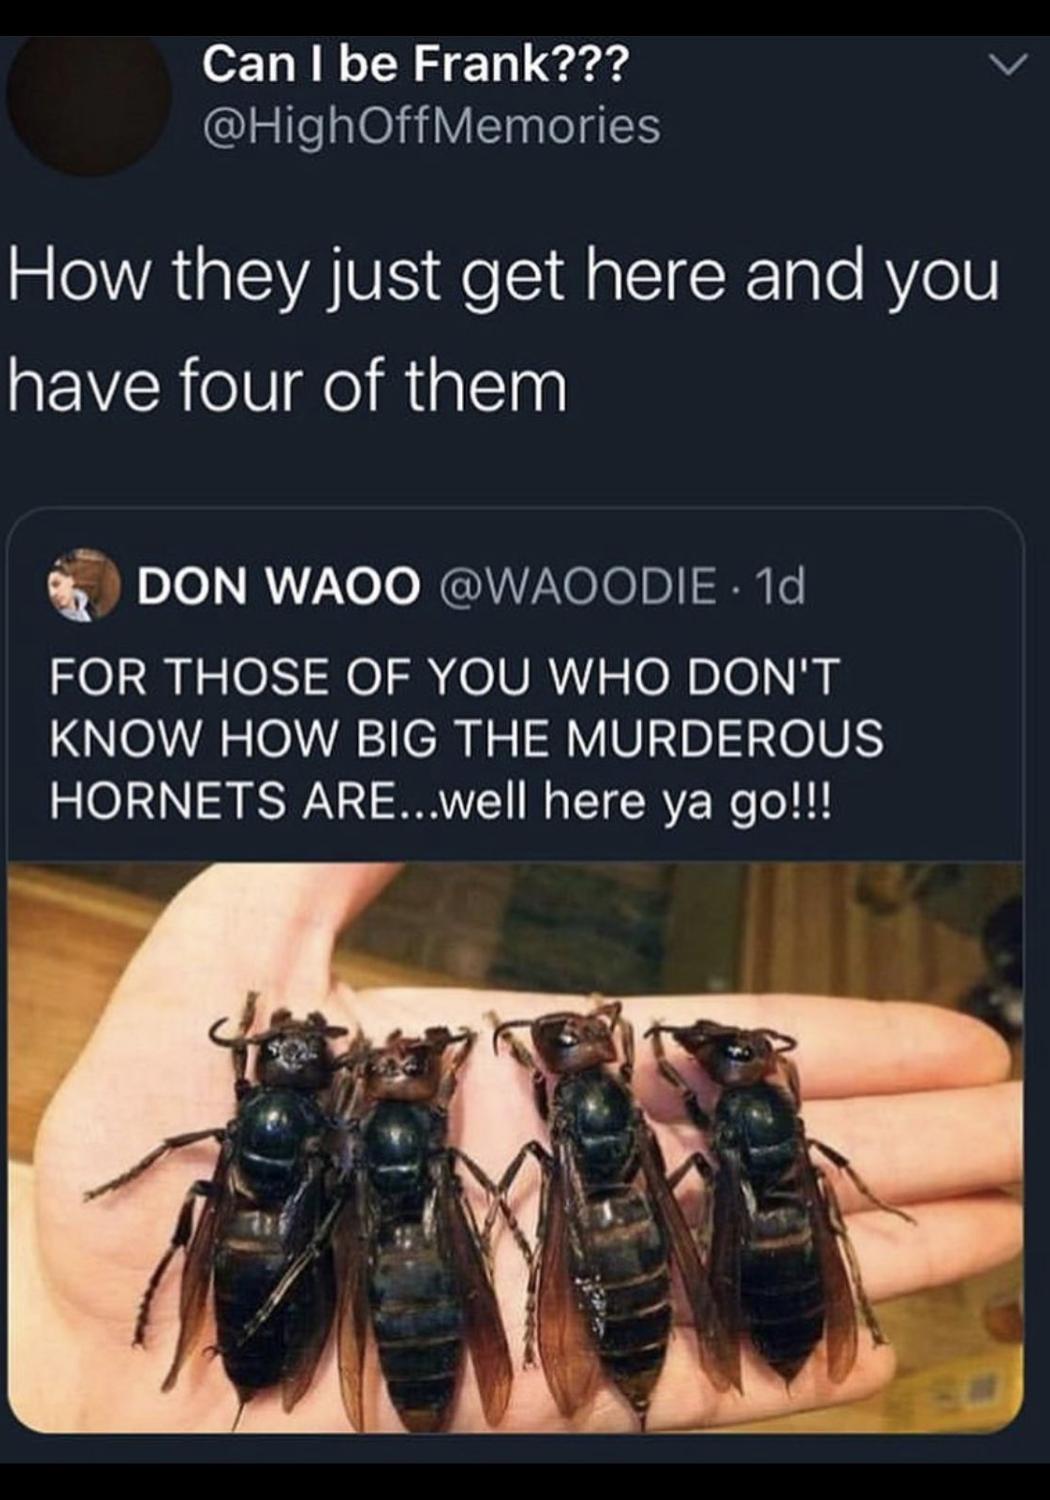 Can I be Frank???
@HighOffMemories
How they just get here and you
have four of them
DON WAOO @WAOODIE · 1d
FOR THOSE OF YOU WHO DON'T
KNOW HOW BIG THE MURDEROUS
HORNETS ARE...well here ya go!!!